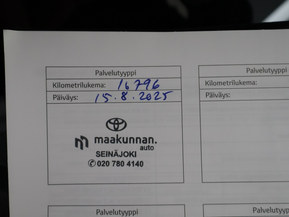 Palvelutyyppi
Kilometrilukema: 16796
Päiväys: 15.8.2025
maakunnan.
auto
SEINÄJOKI
✆ 020 780 4140
Palvelutyyppi
Kilometrilukema:
Päiväys:
Palvelutyyppi
Palvelutyyppi